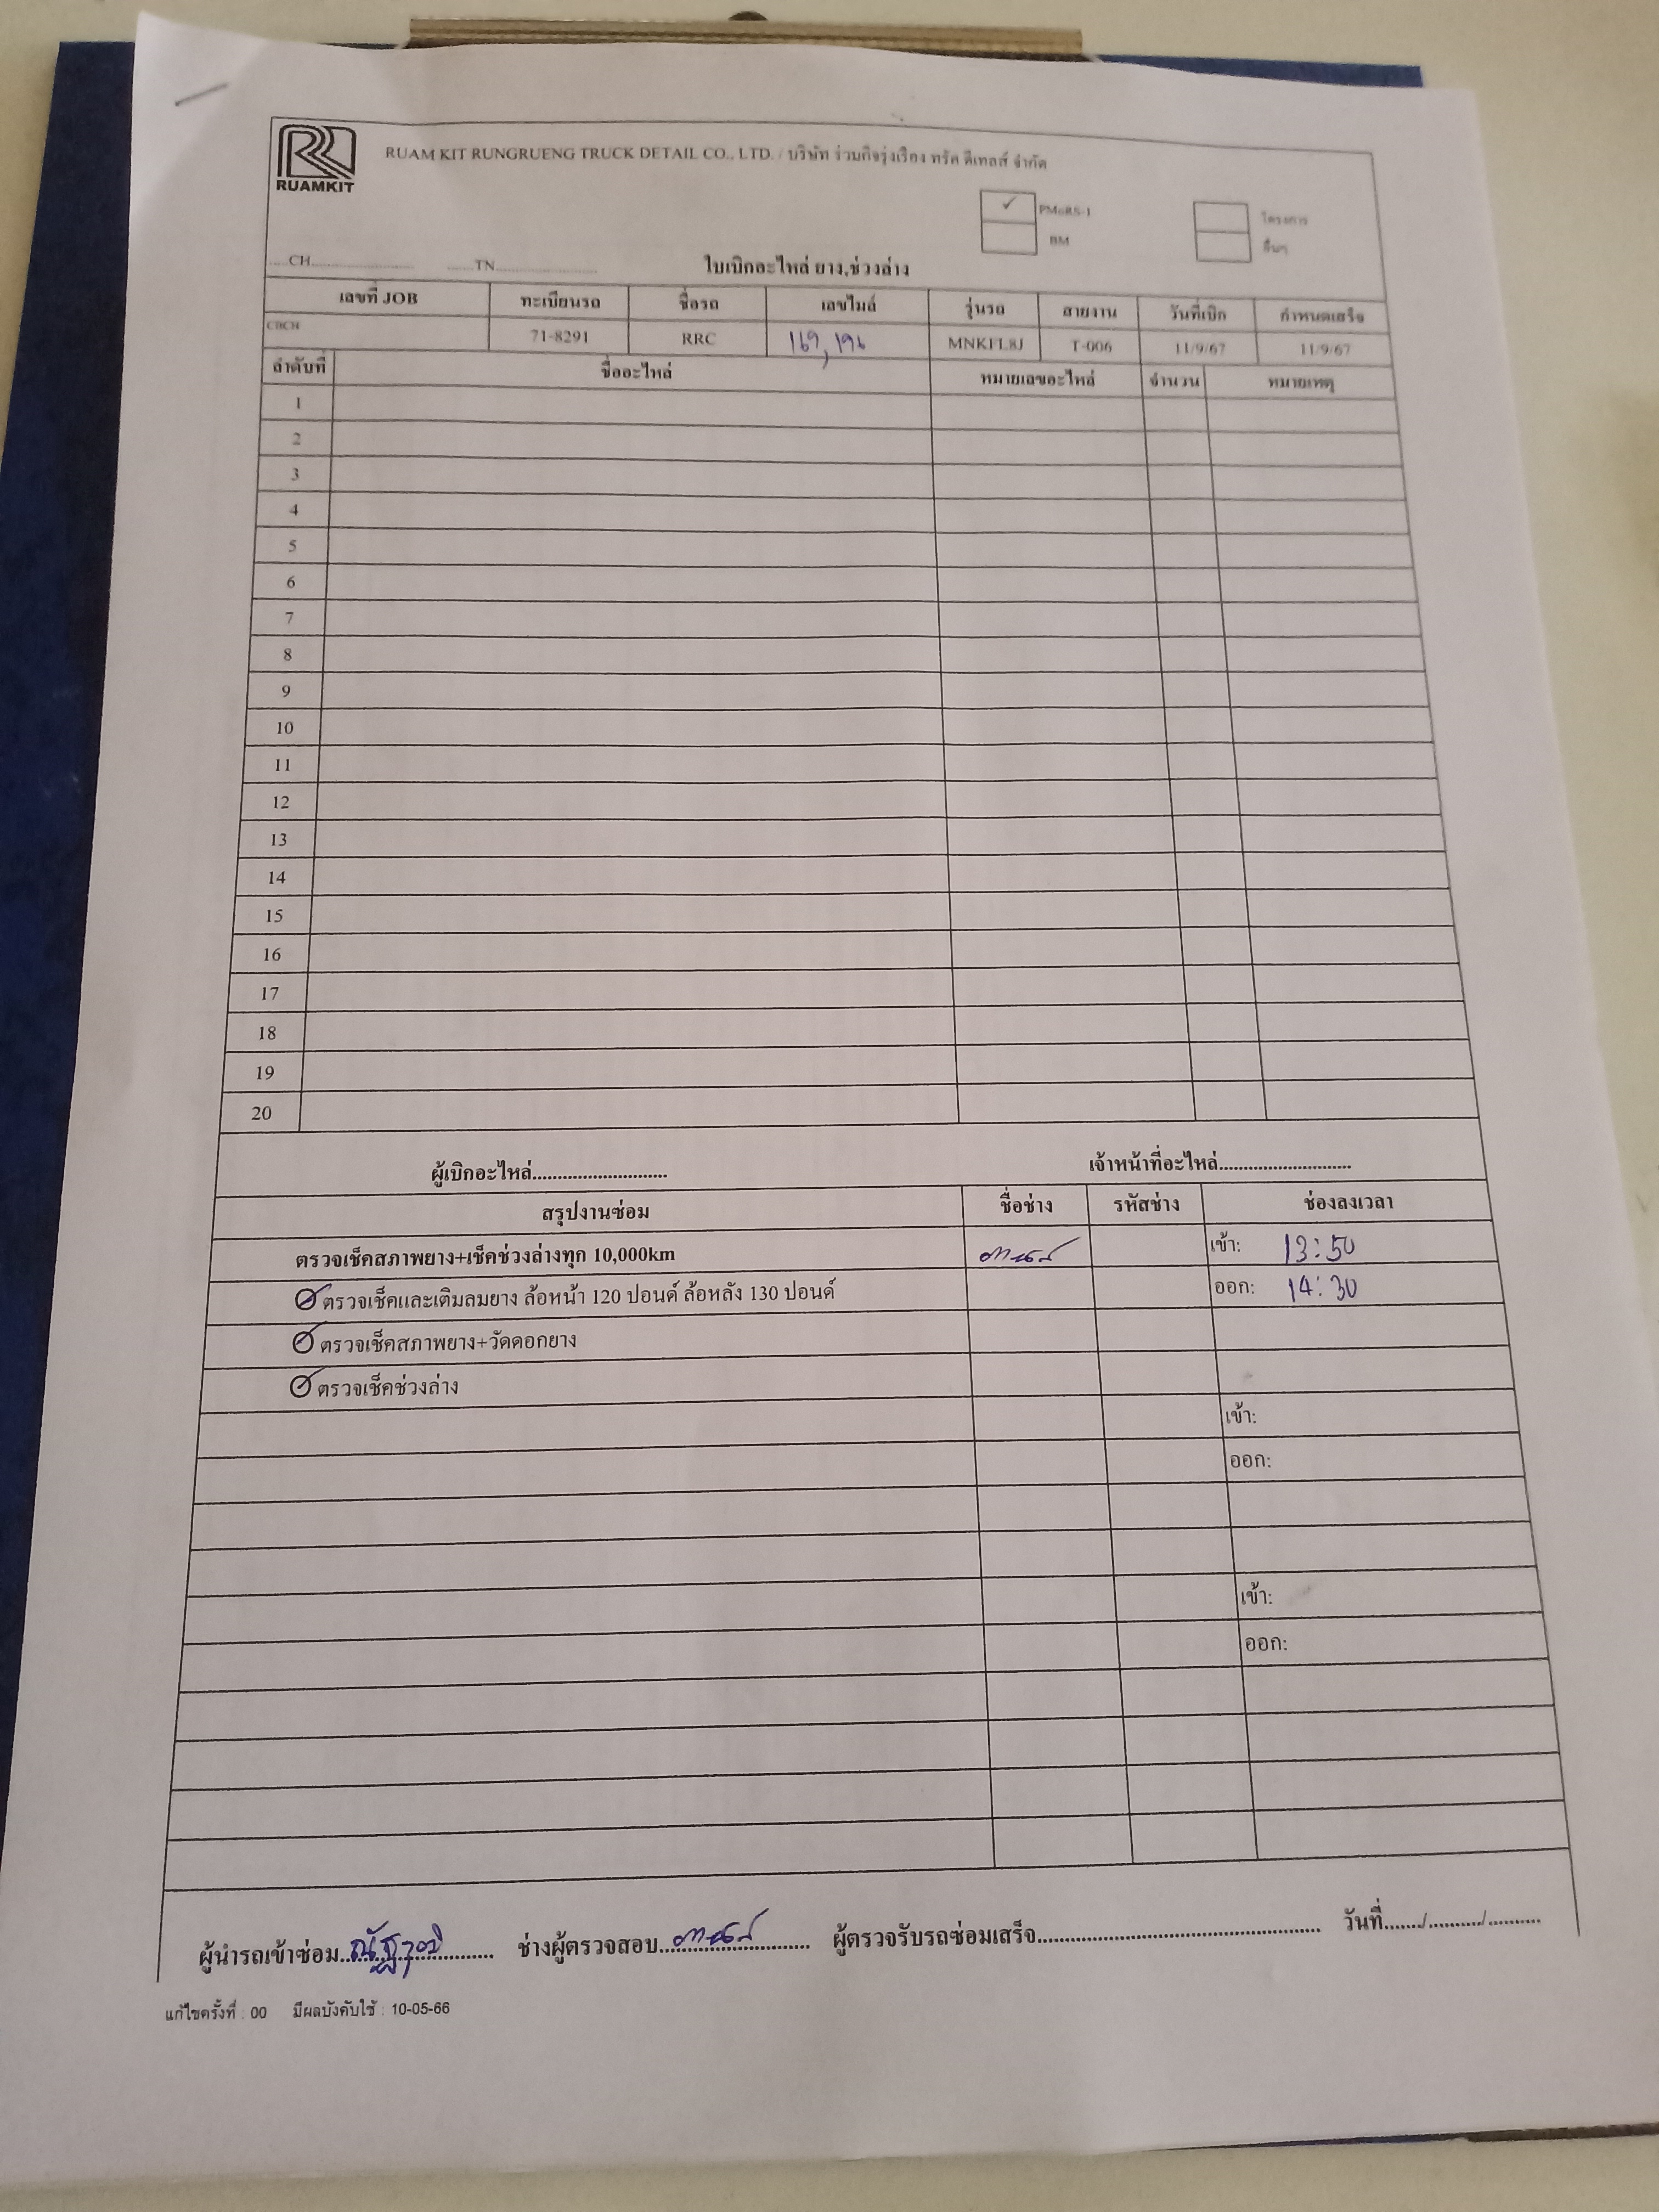 RUAMKIT
RUAM KIT RUNGRUENG TRUCK DETAIL CO., LTD. / บริษัท ร่วมกิจรุ่งเรือง ทรัค ดีเทลส์ จำกัด
✓ โครงการ
BM อื่นๆ
.....CH.......................... .......TN..........................
ใบเบิกอะไหล่ ยาง,ช่วงล่าง
เลขที่ JOB ทะเบียนรถ ชื่อรถ เลขไมล์ รุ่นรถ สายงาน วันที่เบิก กำหนดเสร็จ
71-8291 RRC 169,196 T-006 11/9/67 11/9/67
ลำดับที่ ชื่ออะไหล่ หมายเลขอะไหล่ จำนวน หมายเหตุ
1
2
3
4
5
6
7
8
9
10
11
12
13
14
15
16
17
18
19
20
ผู้เบิกอะไหล่............................ เจ้าหน้าที่อะไหล่............................
สรุปงานซ่อม ชื่อช่าง รหัสช่าง ช่องลงเวลา
ตรวจเช็คสภาพยาง+เช็คช่วงล่างทุก 10,000km เข้า: 13:50
ตรวจเช็คและเติมลมยาง ล้อหน้า 120 ปอนด์ ล้อหลัง 130 ปอนด์ ออก: 14:30
ตรวจเช็คสภาพยาง+วัดดอกยาง
ตรวจเช็คช่วงล่าง
เข้า:
ออก:
เข้า:
ออก:
ผู้นำรถเข้าซ่อม..ณัฐวุฒิ.......... ช่างผู้ตรวจสอบ.......................... ผู้ตรวจรับรถซ่อมเสร็จ.......................................................... วันที่......./........../..........
แก้ไขครั้งที่ : 00 มีผลบังคับใช้ : 10-05-66